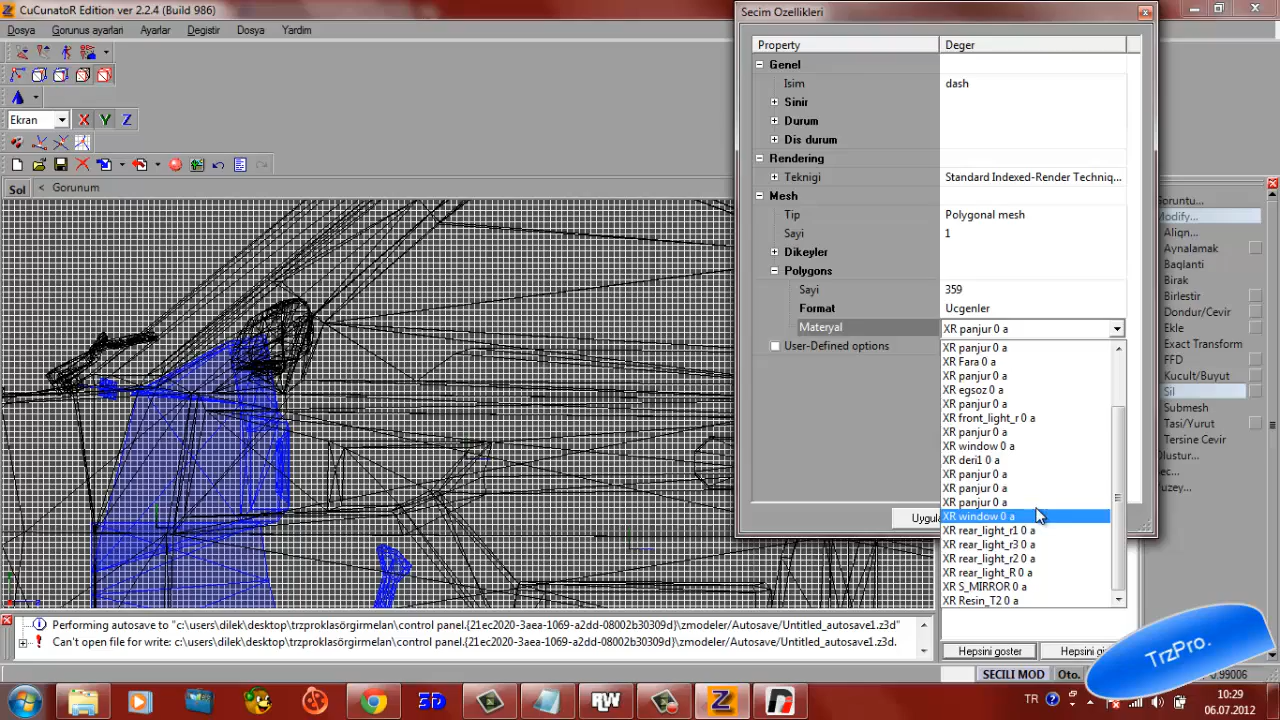 CuCunatoR Edition ver 2.2.4 (Build 986)
Dosya Gorunus ayarlari Ayarlar Degistir Dosya Yardim
Ekran X Y Z
Sol < Gorunum
Secim Ozellikleri
Property Deger
Genel
Isim dash
Sinir
Durum
Dis durum
Rendering
Teknigi Standard Indexed-Render Techniq...
Mesh
Tip Polygonal mesh
Sayi 1
Dikeyler
Polygons
Sayi 359
Format Ucgenler
Materyal XR panjur 0 a
User-Defined options
XR panjur 0 a
XR Fara 0 a
XR panjur 0 a
XR egsoz 0 a
XR panjur 0 a
XR front_light_r 0 a
XR panjur 0 a
XR window 0 a
XR deri1 0 a
XR panjur 0 a
XR panjur 0 a
XR panjur 0 a
XR window 0 a
XR rear_light_r1 0 a
XR rear_light_r3 0 a
XR rear_light_r2 0 a
XR rear_light_R 0 a
XR S_MIRROR 0 a
XR Resin_T2 0 a
Modify...
Aynalamak
Baqlanti
Birak
Birlestir
Dondur/Cevir
Ekle
Exact Transform
FFD
Kucult/Buyut
Sil
Submesh
Tasi/Yurut
Tersine Cevir
Performing autosave to "c:\users\dilek\desktop\trzproklasörgirmelan\control panel.{21ec2020-3aea-1069-a2dd-08002b30309d}\zmodeler/Autosave/Untitled_autosave1.z3d"
Can't open file for write: c:\users\dilek\desktop\trzproklasörgirmelan\control panel.{21ec2020-3aea-1069-a2dd-08002b30309d}\zmodeler/Autosave/Untitled_autosave1.z3d.
Hepsini goster
SECILI MOD Oto.
TrzPro.
3D RW Z
TR
10:29
06.07.2012